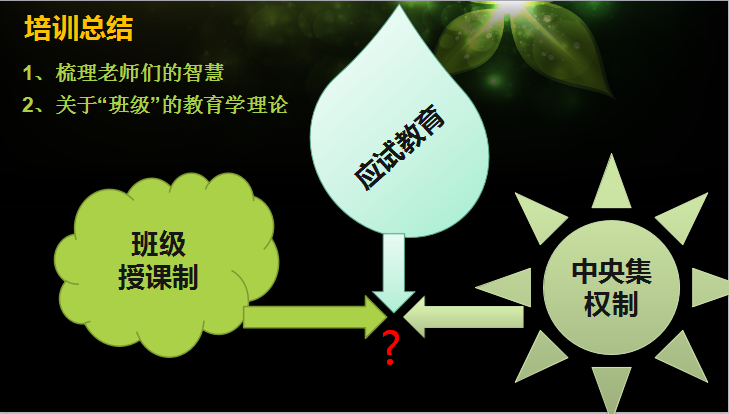 培训总结
1、梳理老师们的智慧
2、关于“班级”的教育学理论
应试教育
班级
授课制
中央集
权制
?